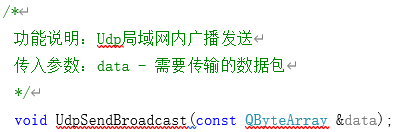 /*
功能说明：Udp局域网内广播发送
传入参数：data - 需要传输的数据包
*/
void UdpSendBroadcast(const QByteArray &data);